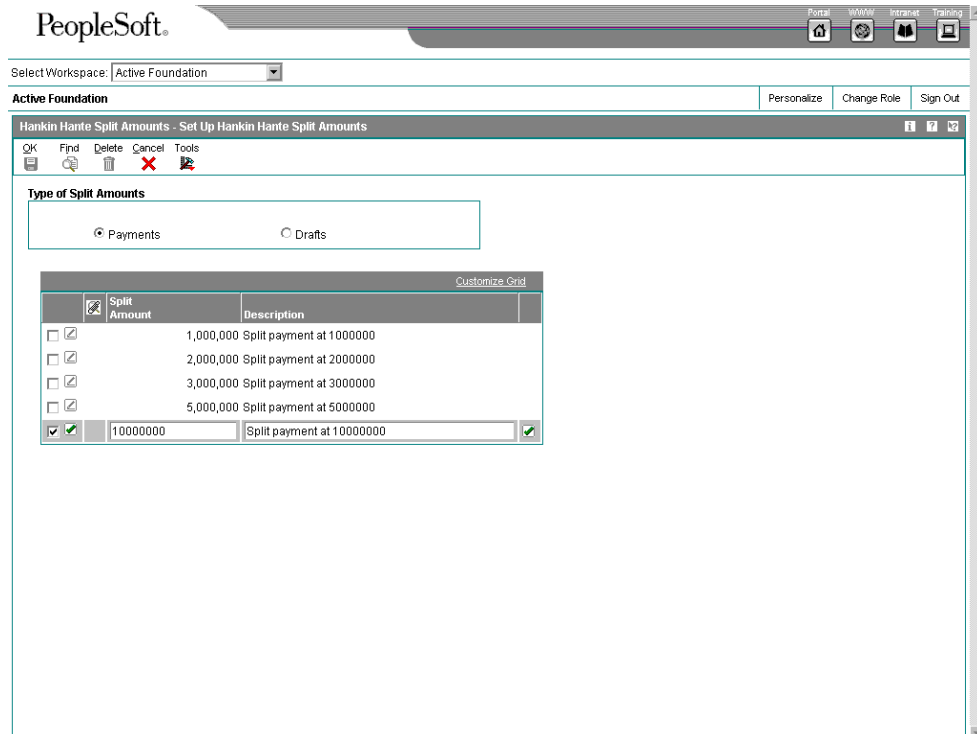 PeopleSoft®
Portal WWW Intranet Training
Select Workspace: Active Foundation
Active Foundation Personalize Change Role Sign Out
Hankin Hante Split Amounts - Set Up Hankin Hante Split Amounts
OK Find Delete Cancel Tools
Type of Split Amounts
Payments Drafts
Customize Grid
Split
Amount Description
1,000,000 Split payment at 1000000
2,000,000 Split payment at 2000000
3,000,000 Split payment at 3000000
5,000,000 Split payment at 5000000
10000000 Split payment at 10000000